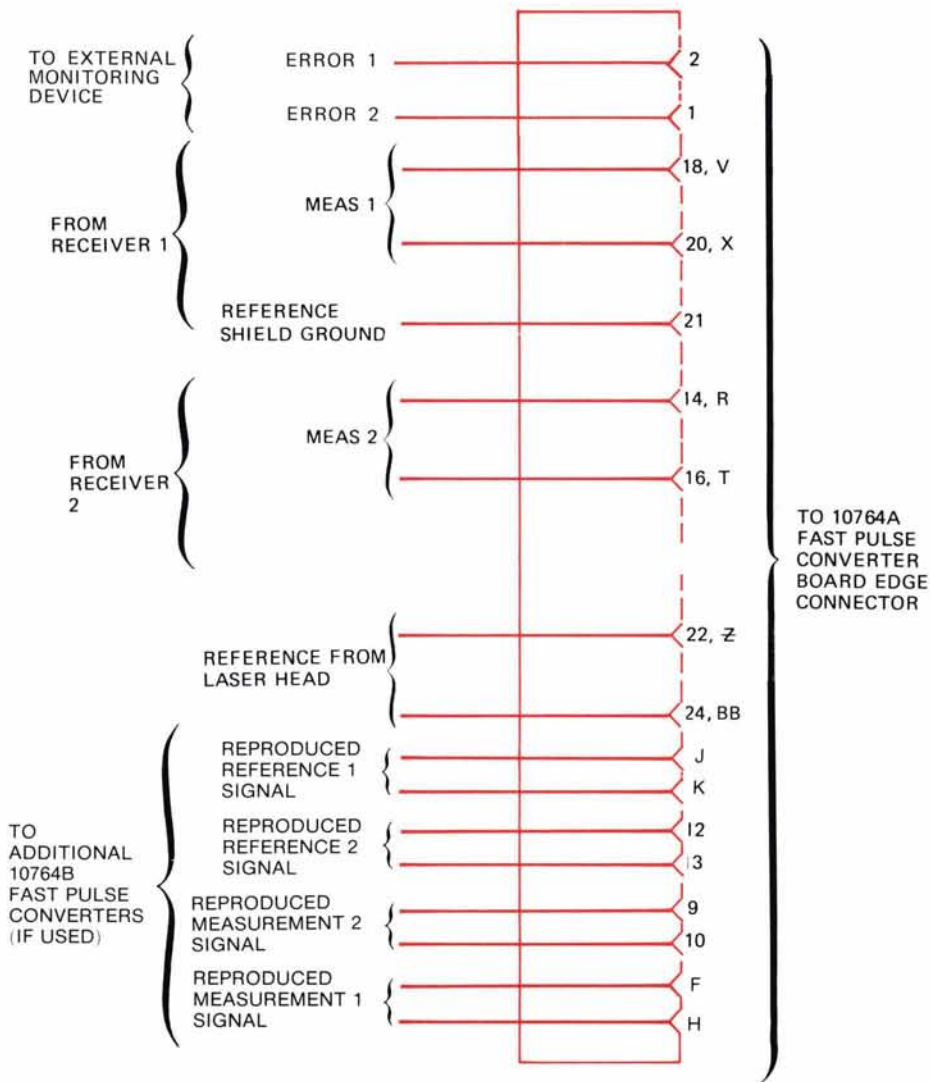 TO EXTERNAL
MONITORING
DEVICE
ERROR 1
2
ERROR 2
1
FROM
RECEIVER 1
MEAS 1
18, V
20, X
REFERENCE
SHIELD GROUND
21
FROM
RECEIVER
2
MEAS 2
14, R
16, T
REFERENCE FROM
LASER HEAD
22, Z
24, BB
TO
ADDITIONAL
10764B
FAST PULSE
CONVERTERS
(IF USED)
REPRODUCED
REFERENCE 1
SIGNAL
J
K
REPRODUCED
REFERENCE 2
SIGNAL
12
13
REPRODUCED
MEASUREMENT 2
SIGNAL
9
10
REPRODUCED
MEASUREMENT 1
SIGNAL
F
H
TO 10764A
FAST PULSE
CONVERTER
BOARD EDGE
CONNECTOR